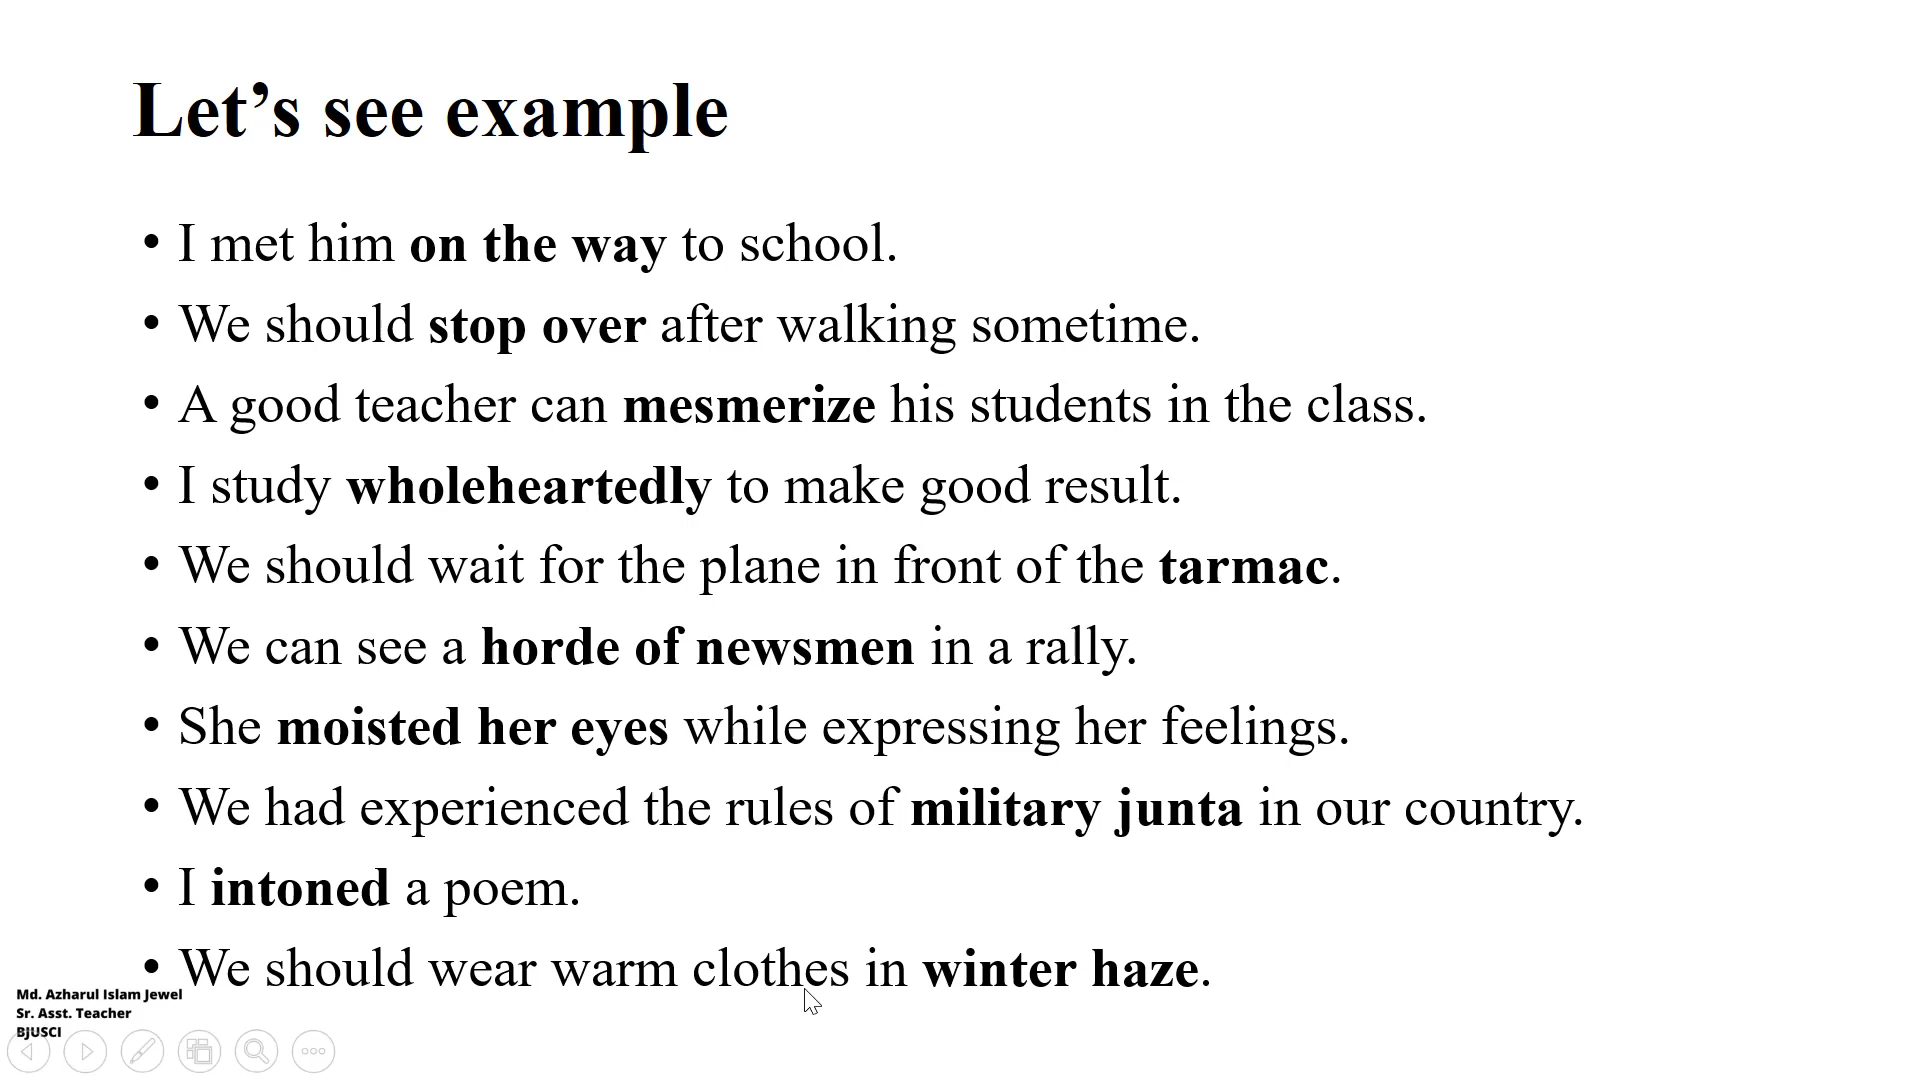 Let’s see example
• I met him on the way to school.
• We should stop over after walking sometime.
• A good teacher can mesmerize his students in the class.
• I study wholeheartedly to make good result.
• We should wait for the plane in front of the tarmac.
• We can see a horde of newsmen in a rally.
• She moisted her eyes while expressing her feelings.
• We had experienced the rules of military junta in our country.
• I intoned a poem.
• We should wear warm clothes in winter haze.
Md. Azharul Islam Jewel
Sr. Asst. Teacher
BJUSCI